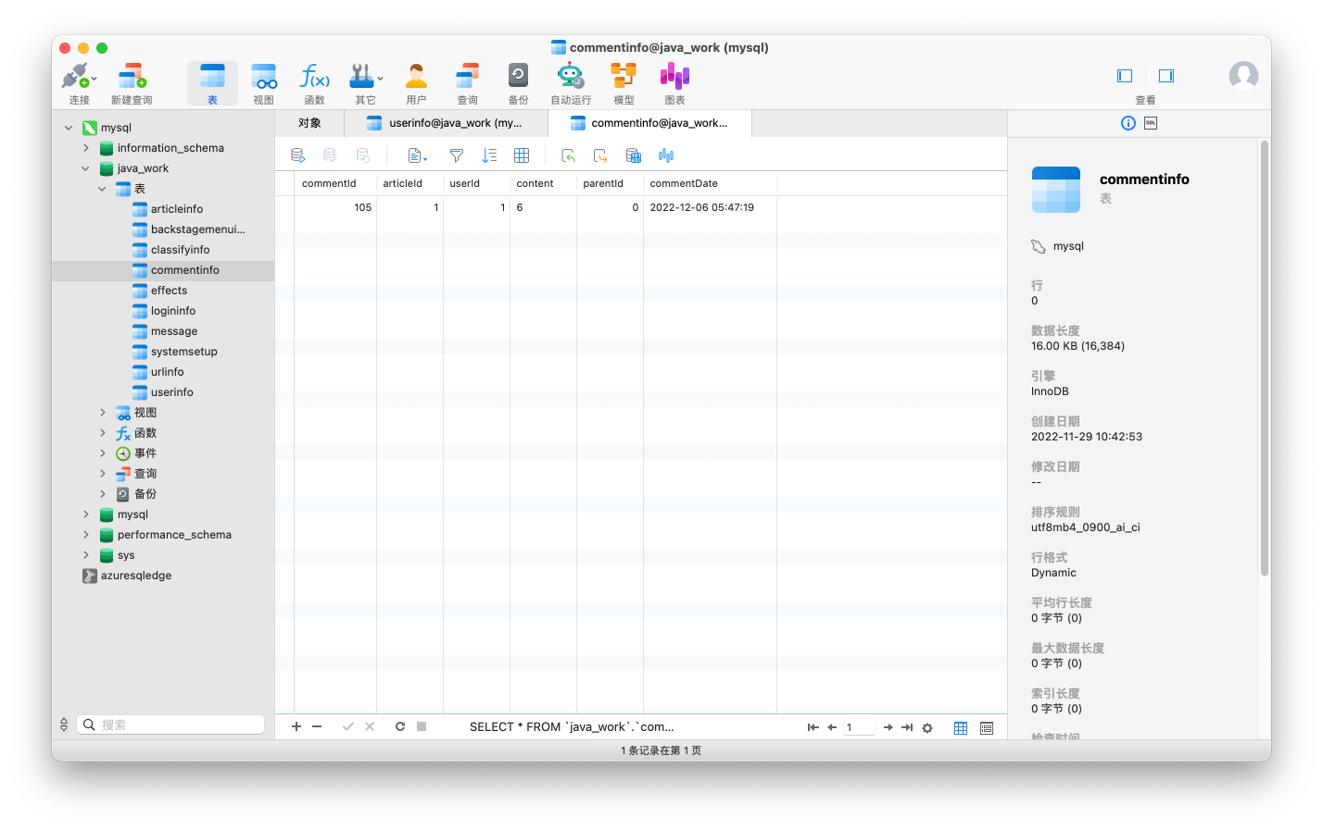 commentinfo@java_work (mysql)
连接
新建查询
表
视图
函数
其它
用户
查询
备份
自动运行
模型
图表
查看
mysql
information_schema
java_work
表
articleinfo
backstagemenui...
classifyinfo
commentinfo
effects
logininfo
message
systemsetup
urlinfo
userinfo
视图
函数
事件
查询
备份
mysql
performance_schema
sys
azuresqledge
搜索
对象
userinfo@java_work (my...
commentinfo@java_work...
commentId articleId userId content parentId commentDate
105 1 1 6 0 2022-12-06 05:47:19
SELECT * FROM `java_work`.`com...
1
1 条记录在第 1 页
DDL
commentinfo
表
mysql
行
0
数据长度
16.00 KB (16,384)
引擎
InnoDB
创建日期
2022-11-29 10:42:53
修改日期
--
排序规则
utf8mb4_0900_ai_ci
行格式
Dynamic
平均行长度
0 字节 (0)
最大数据长度
0 字节 (0)
索引长度
0 字节 (0)
检查时间